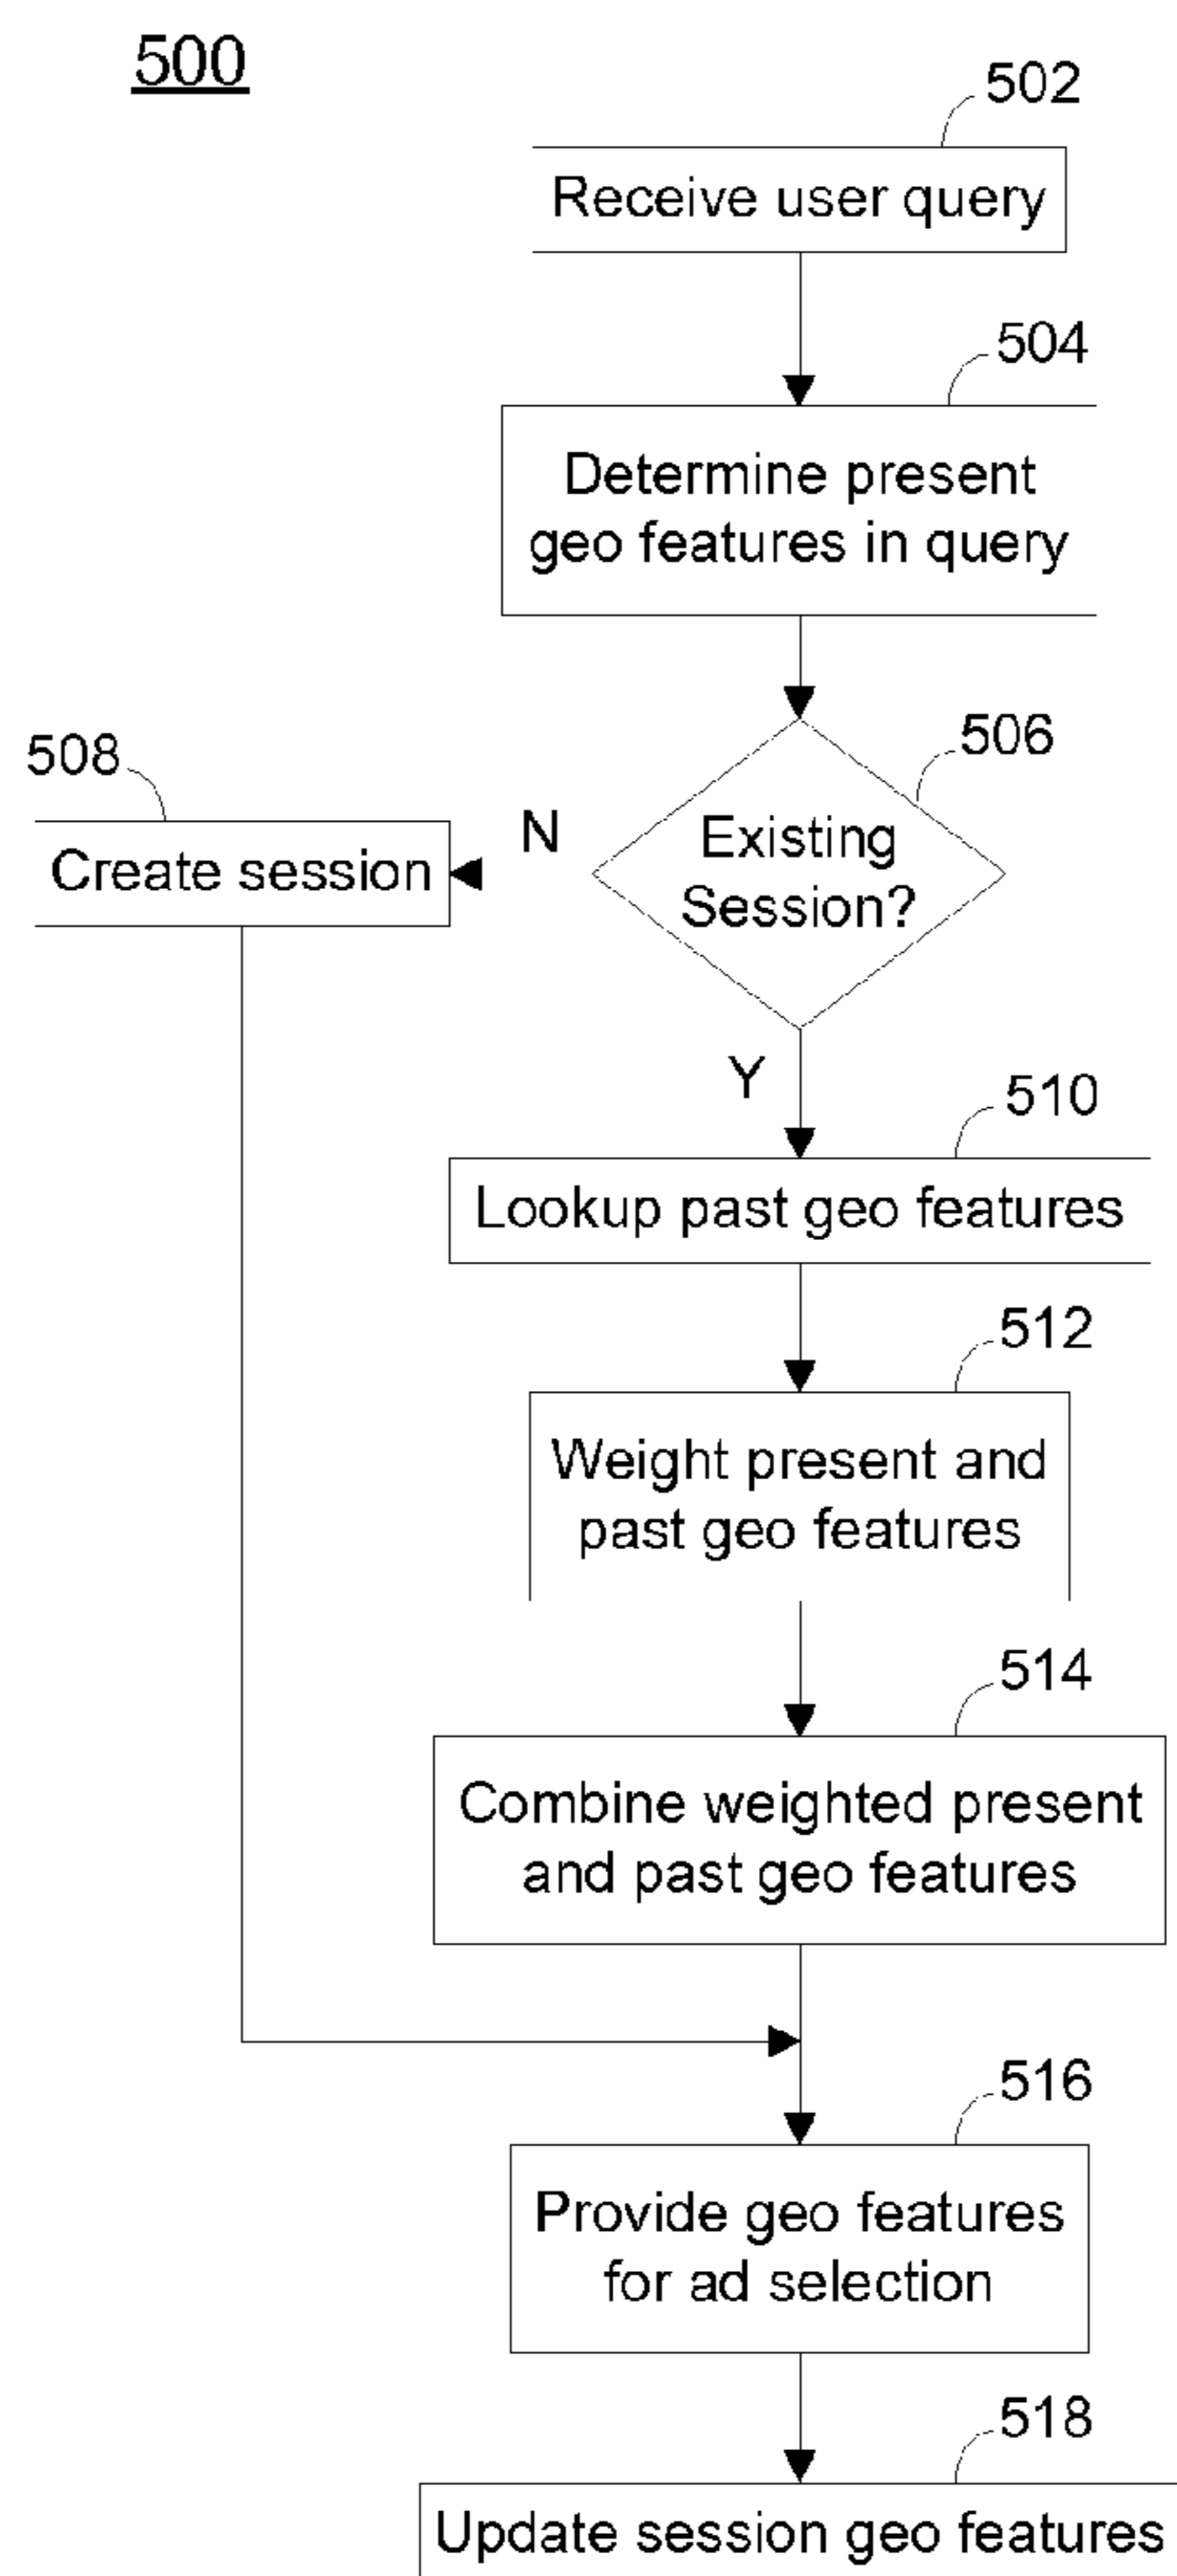 500
502
Receive user query
504
Determine present
geo features in query
506
Existing
Session?
N
508
Create session
Y
510
Lookup past geo features
512
Weight present and
past geo features
514
Combine weighted present
and past geo features
516
Provide geo features
for ad selection
518
Update session geo features